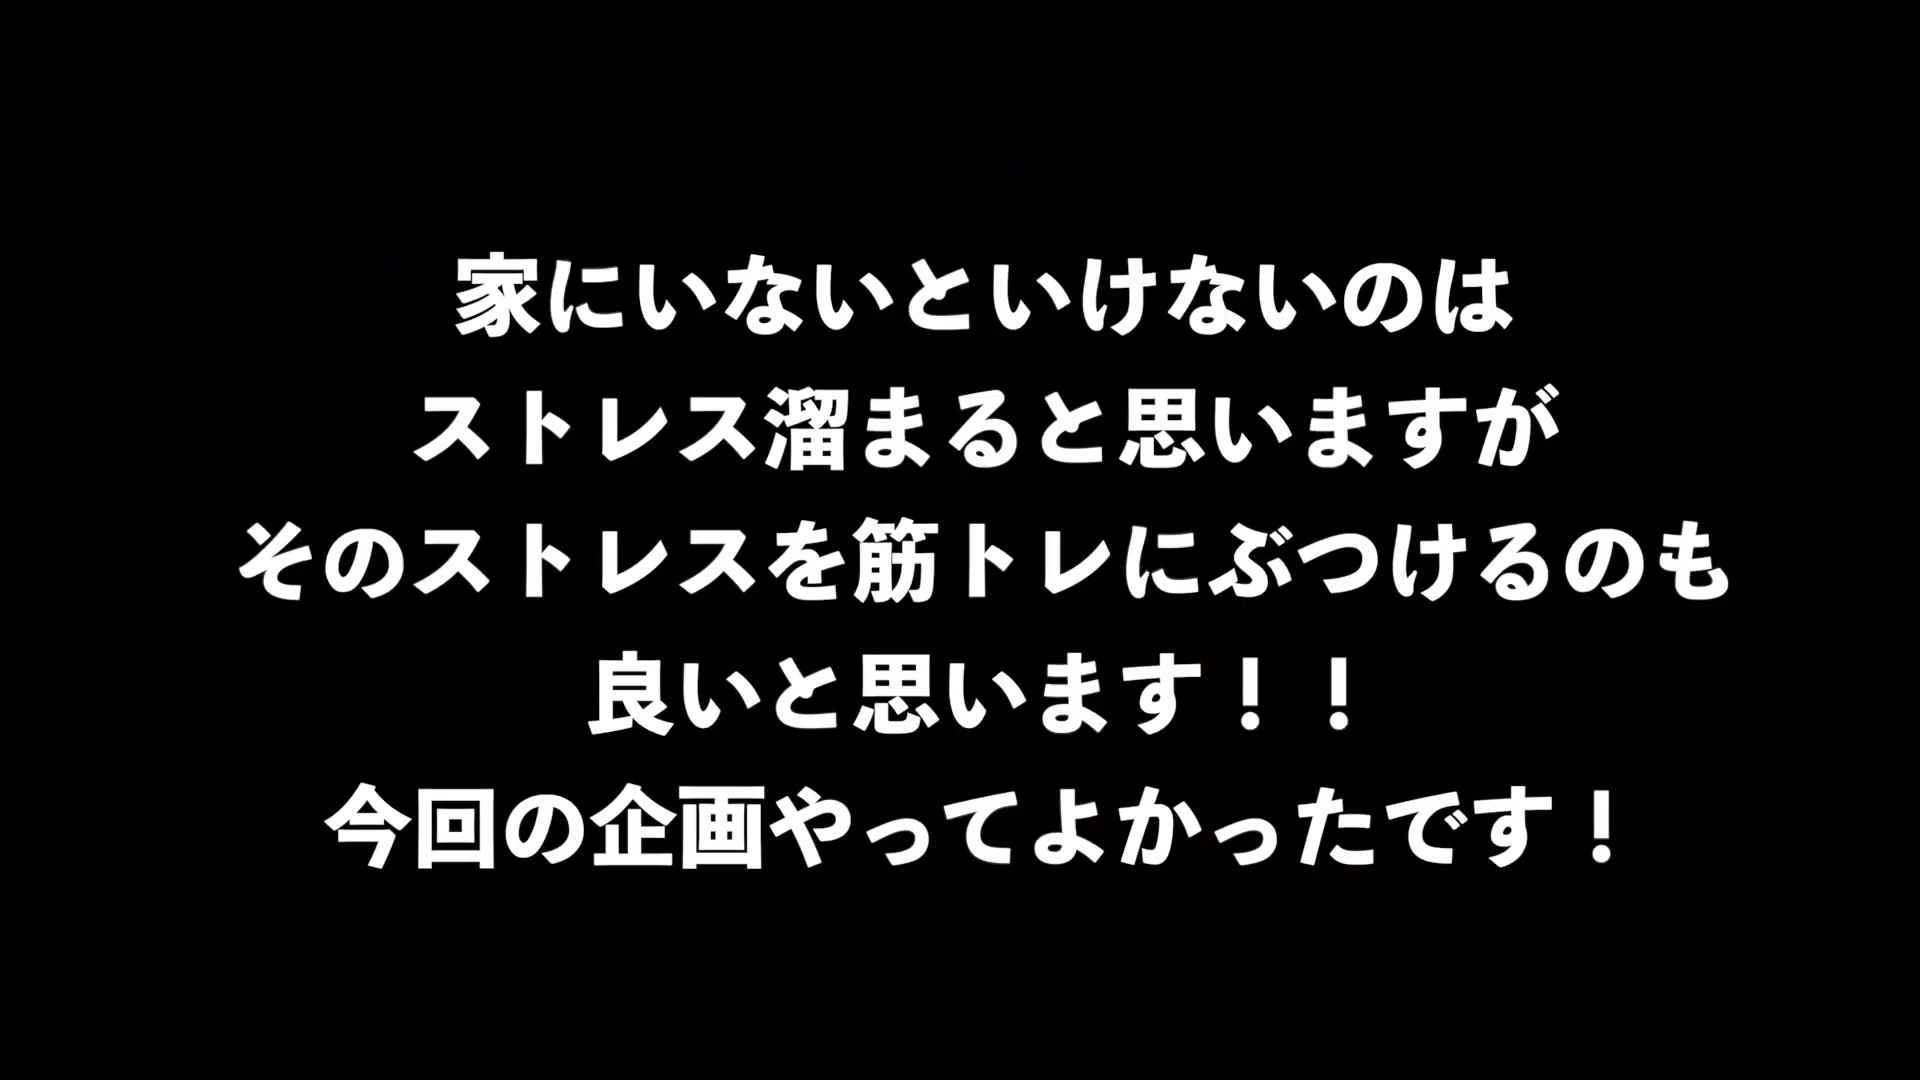 家にいないといけないのは
ストレス溜まると思いますが
そのストレスを筋トレにぶつけるのも
良いと思います！！
今回の企画やってよかったです！